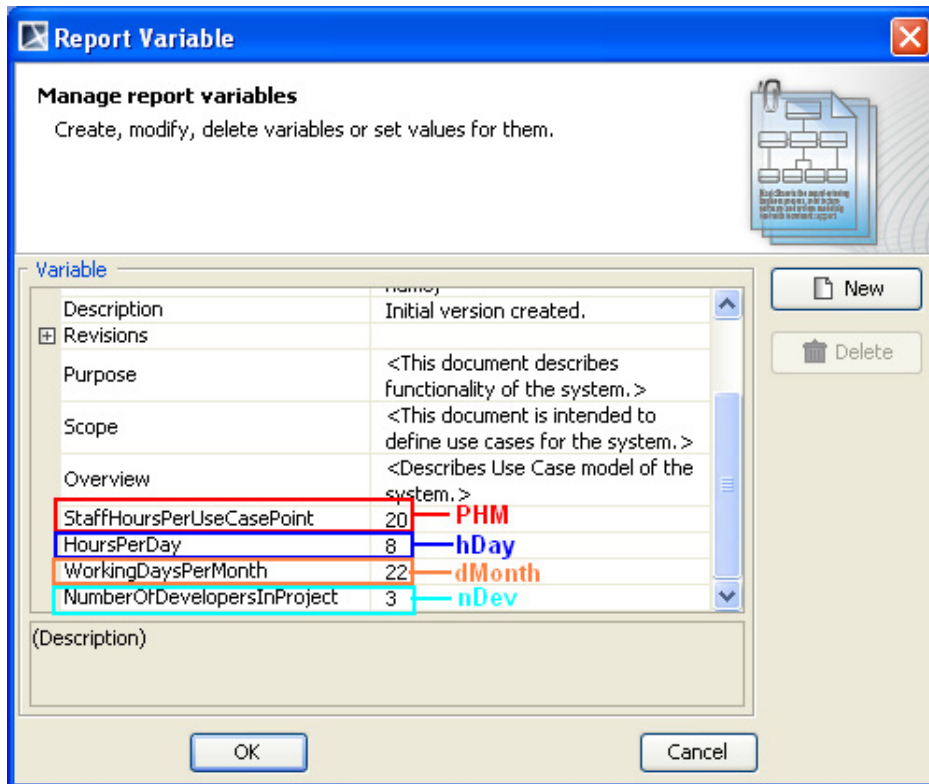 Report Variable
Manage report variables
Create, modify, delete variables or set values for them.
Variable
New
Delete
Description Initial version created.
Revisions
Purpose <This document describes
functionality of the system.>
Scope <This document is intended to
define use cases for the system.>
Overview <Describes Use Case model of the
system.>
StaffHoursPerUseCasePoint 20 PHM
HoursPerDay 8 hDay
WorkingDaysPerMonth 22 dMonth
NumberOfDevelopersInProject 3 nDev
(Description)
OK Cancel